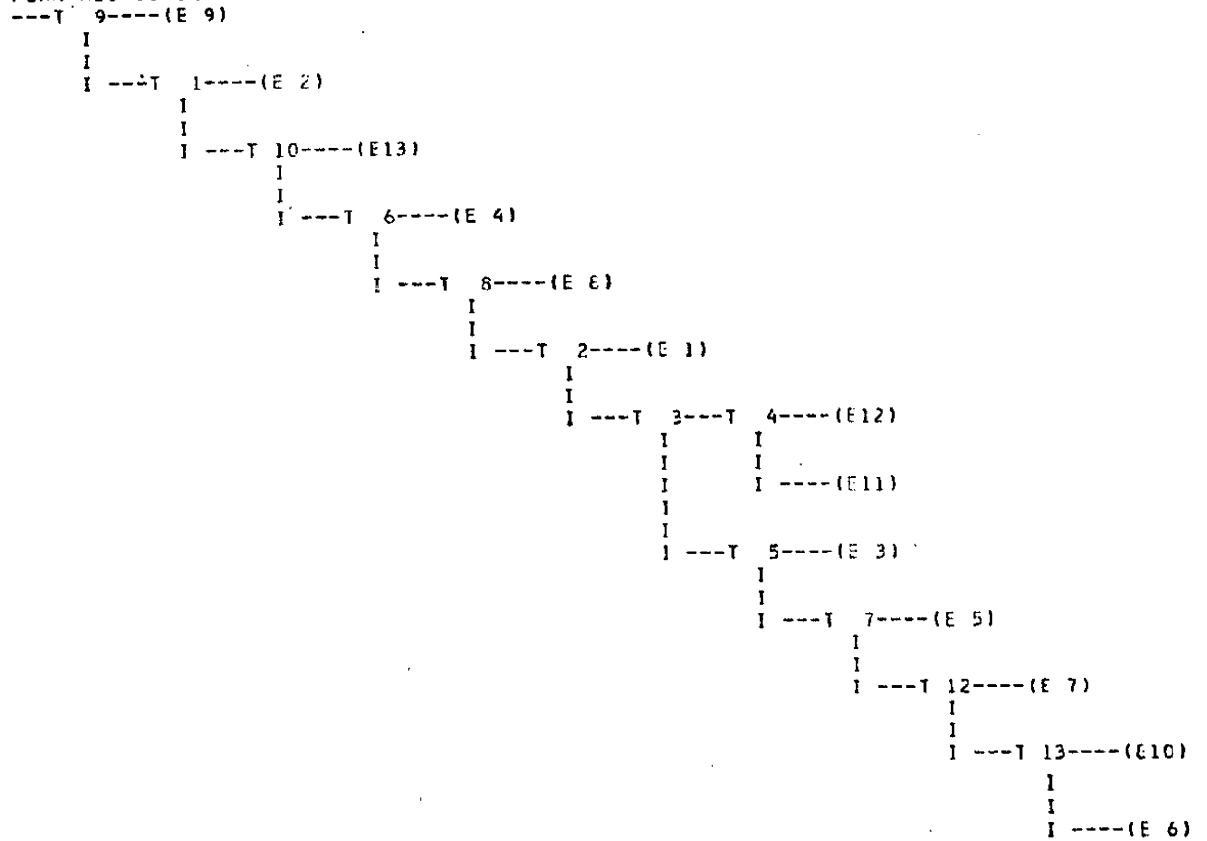 ---T 9----(E 9)
I
I
I ---T 1----(E 2)
I
I
I ---T 10----(E13)
I
I
I ---T 6----(E 4)
I
I
I ---T 8----(E 8)
I
I
I ---T 2----(E 1)
I
I
I ---T 3---T 4----(E12)
I I
I I
I I ----(E11)
I
I
I ---T 5----(E 3)
I
I
I ---T 7----(E 5)
I
I
I ---T 12----(E 7)
I
I
I ---T 13----(E10)
I
I
I ----(E 6)